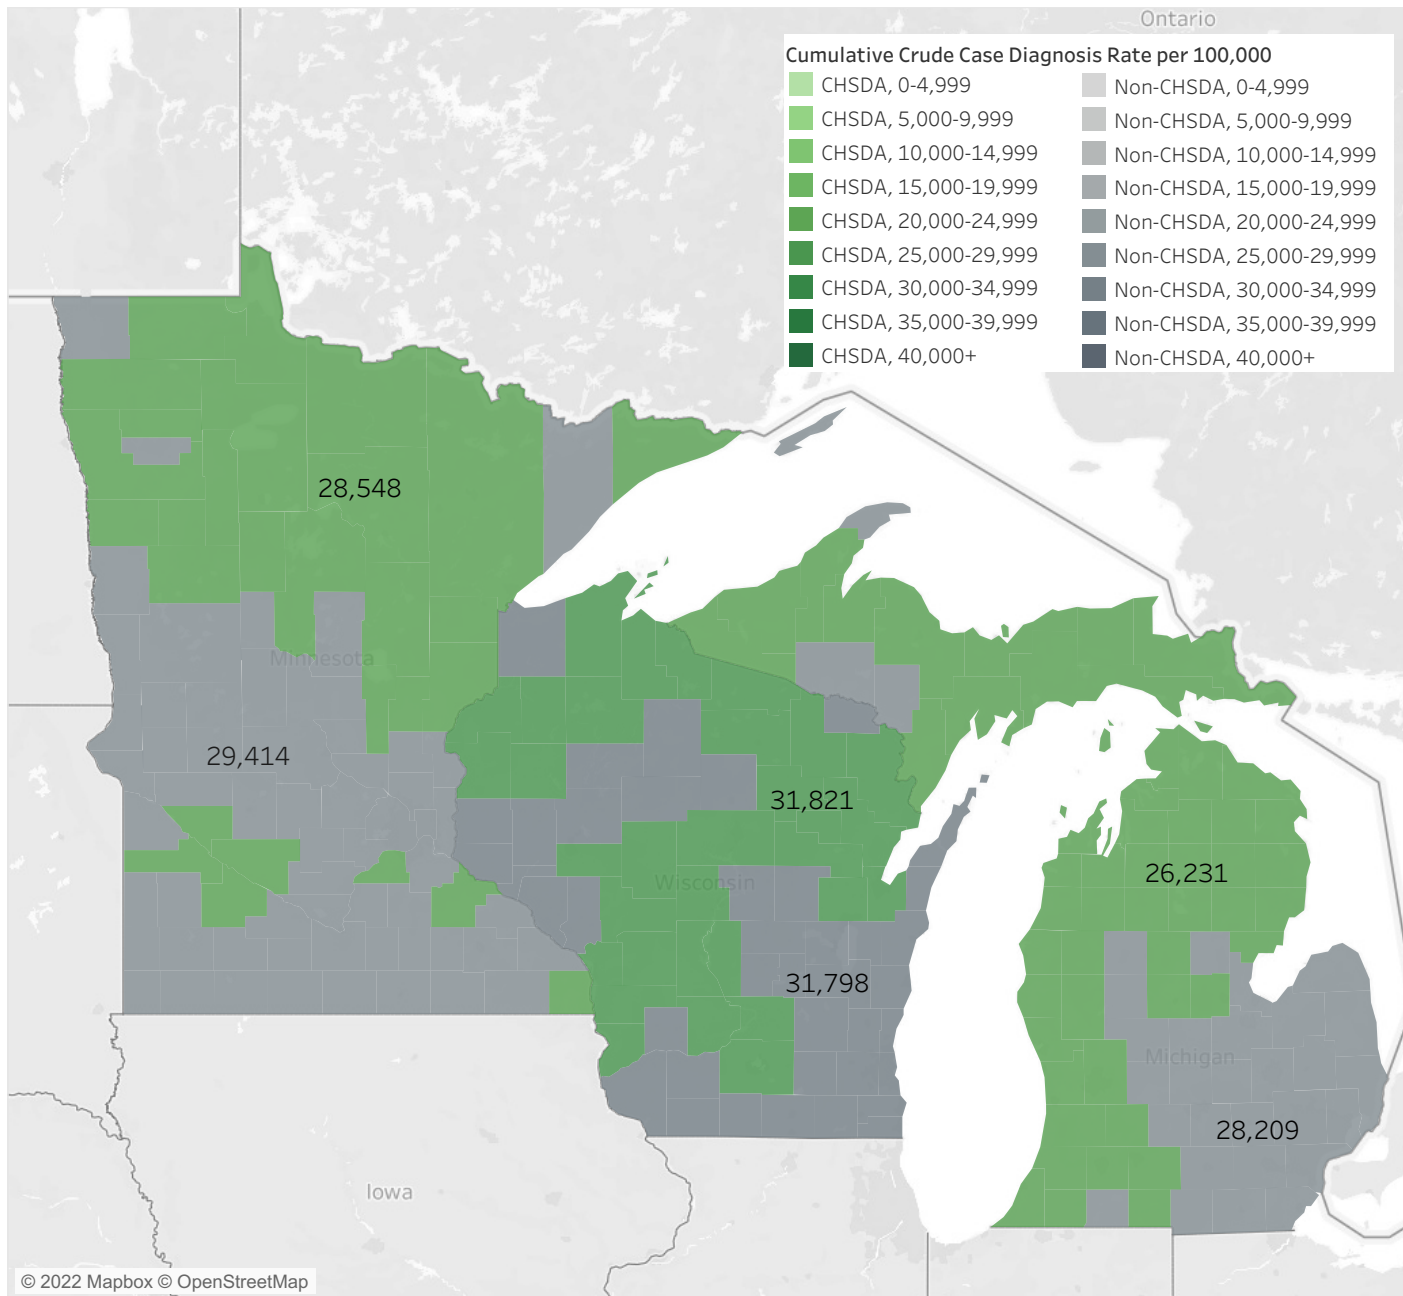 Ontario
Cumulative Crude Case Diagnosis Rate per 100,000
CHSDA, 0-4,999
CHSDA, 5,000-9,999
CHSDA, 10,000-14,999
CHSDA, 15,000-19,999
CHSDA, 20,000-24,999
CHSDA, 25,000-29,999
CHSDA, 30,000-34,999
CHSDA, 35,000-39,999
CHSDA, 40,000+
Non-CHSDA, 0-4,999
Non-CHSDA, 5,000-9,999
Non-CHSDA, 10,000-14,999
Non-CHSDA, 15,000-19,999
Non-CHSDA, 20,000-24,999
Non-CHSDA, 25,000-29,999
Non-CHSDA, 30,000-34,999
Non-CHSDA, 35,000-39,999
Non-CHSDA, 40,000+
28,548
Minnesota
29,414
31,821
26,231
Wisconsin
31,798
Michigan
28,209
Iowa
© 2022 Mapbox © OpenStreetMap